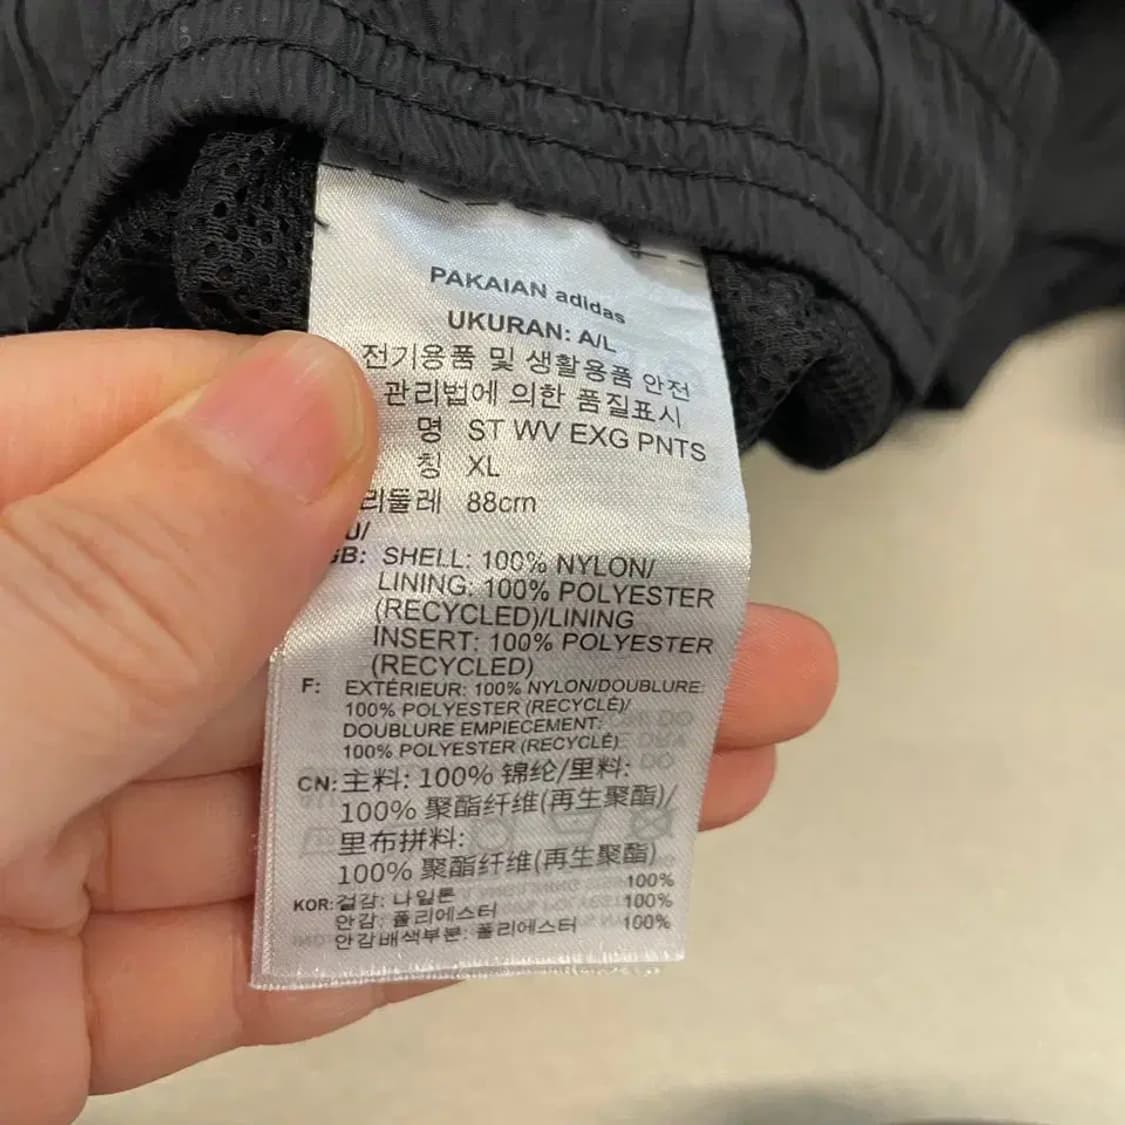 PAKAIAN adidas
UKURAN: A/L
전기용품 및 생활용품 안전
관리법에 의한 품질표시
명 ST WV EXG PNTS
칭 XL
리둘레 88cm
U/
GB: SHELL: 100% NYLON/
LINING: 100% POLYESTER
(RECYCLED)/LINING
INSERT: 100% POLYESTER
(RECYCLED)
F: EXTÉRIEUR: 100% NYLON/DOUBLURE:
100% POLYESTER (RECYCLÉ)/
DOUBLURE EMPIECEMENT:
100% POLYESTER (RECYCLÉ)
CN: 主料: 100% 锦纶/里料:
100% 聚酯纤维(再生聚酯)/
里布拼料:
100% 聚酯纤维(再生聚酯)
KOR: 겉감: 나일론 100%
안감: 폴리에스터 100%
안감배색부분: 폴리에스터 100%